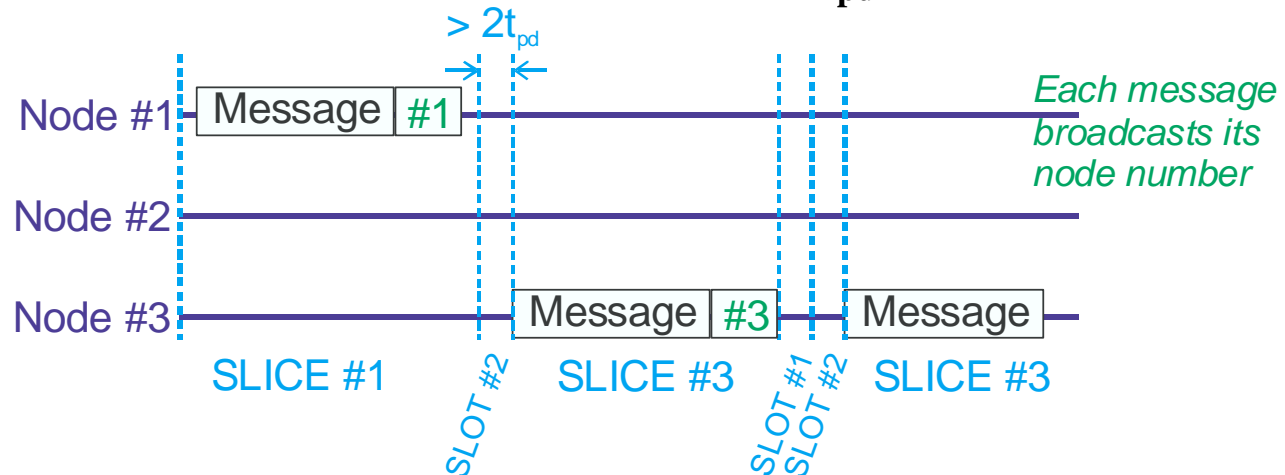 pd
> 2tpd
Node #1
Message #1
Each message
broadcasts its
node number
Node #2
Node #3
Message #3
Message
SLICE #1
SLOT #2
SLICE #3
SLOT #1
SLOT #2
SLICE #3